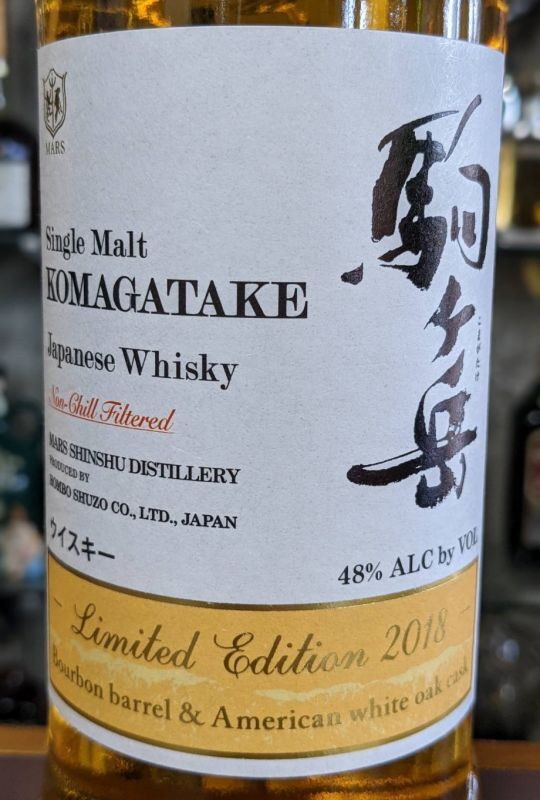 MARS
Single Malt
KOMAGATAKE
Japanese Whisky
Non-Chill Filtered
MARS SHINSHU DISTILLERY
PRODUCED BY
HOMBO SHUZO CO., LTD., JAPAN
ウイスキー
駒ヶ岳
48% ALC by VOL
Limited Edition 2018
Bourbon barrel & American white oak cask